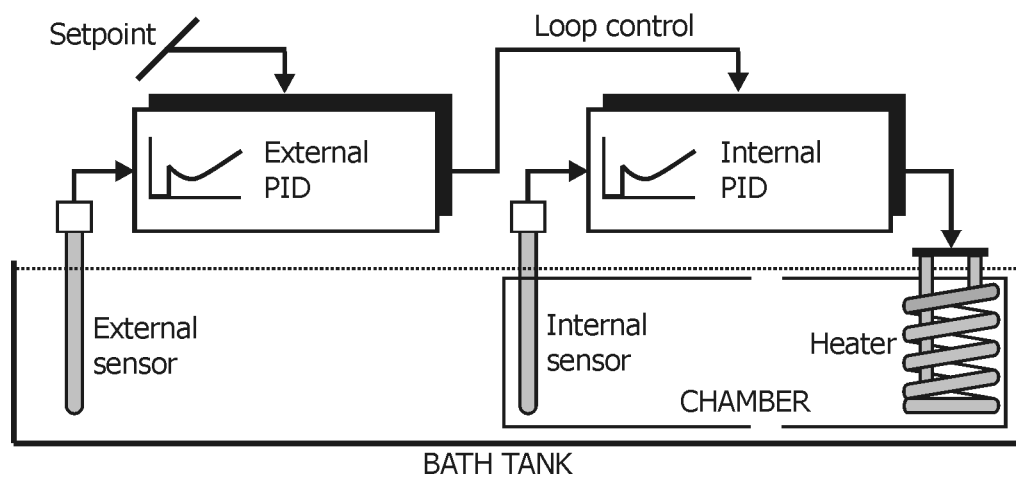 Setpoint
Loop control
External
PID
Internal
PID
External
sensor
Internal
sensor
Heater
CHAMBER
BATH TANK